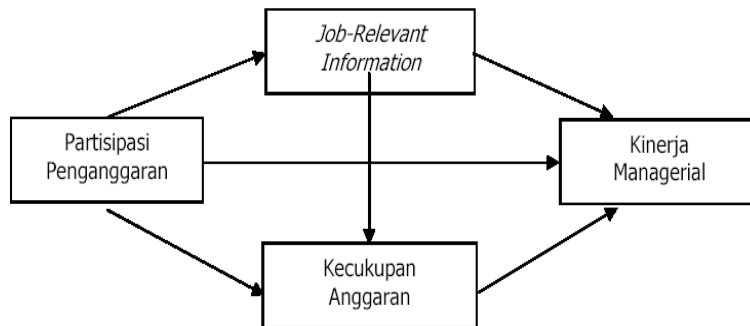 Job-Relevant
Information
Partisipasi
Penganggaran
Kinerja
Managerial
Kecukupan
Anggaran